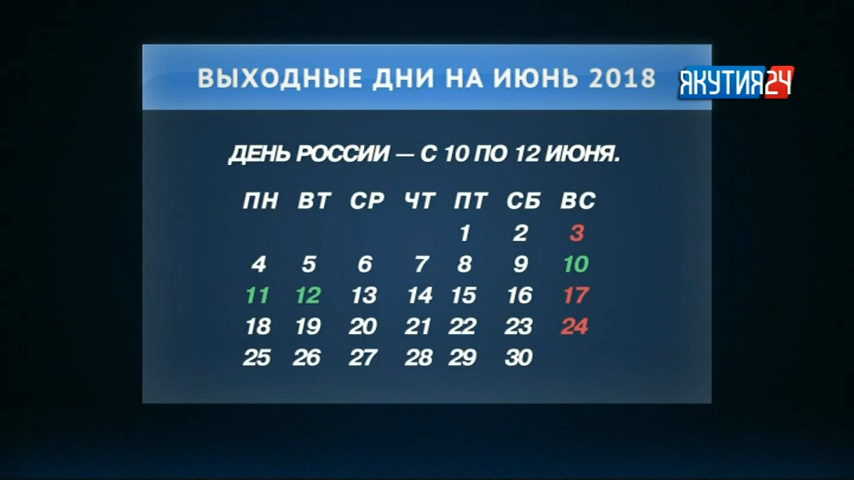 ВЫХОДНЫЕ ДНИ НА ИЮНЬ 2018
ЯКУТИЯ24
ДЕНЬ РОССИИ — С 10 ПО 12 ИЮНЯ.
ПН ВТ СР ЧТ ПТ СБ ВС
1 2 3
4 5 6 7 8 9 10
11 12 13 14 15 16 17
18 19 20 21 22 23 24
25 26 27 28 29 30